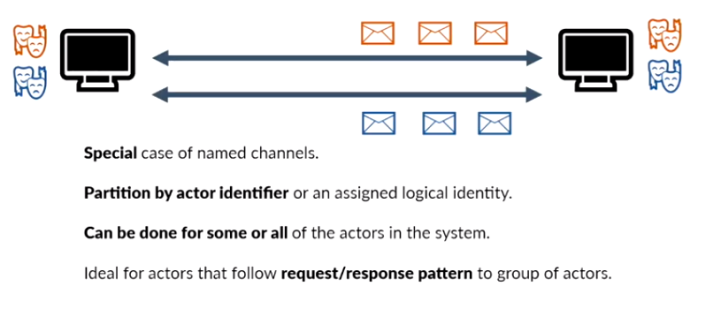 Special case of named channels.
Partition by actor identifier or an assigned logical identity.
Can be done for some or all of the actors in the system.
Ideal for actors that follow request/response pattern to group of actors.